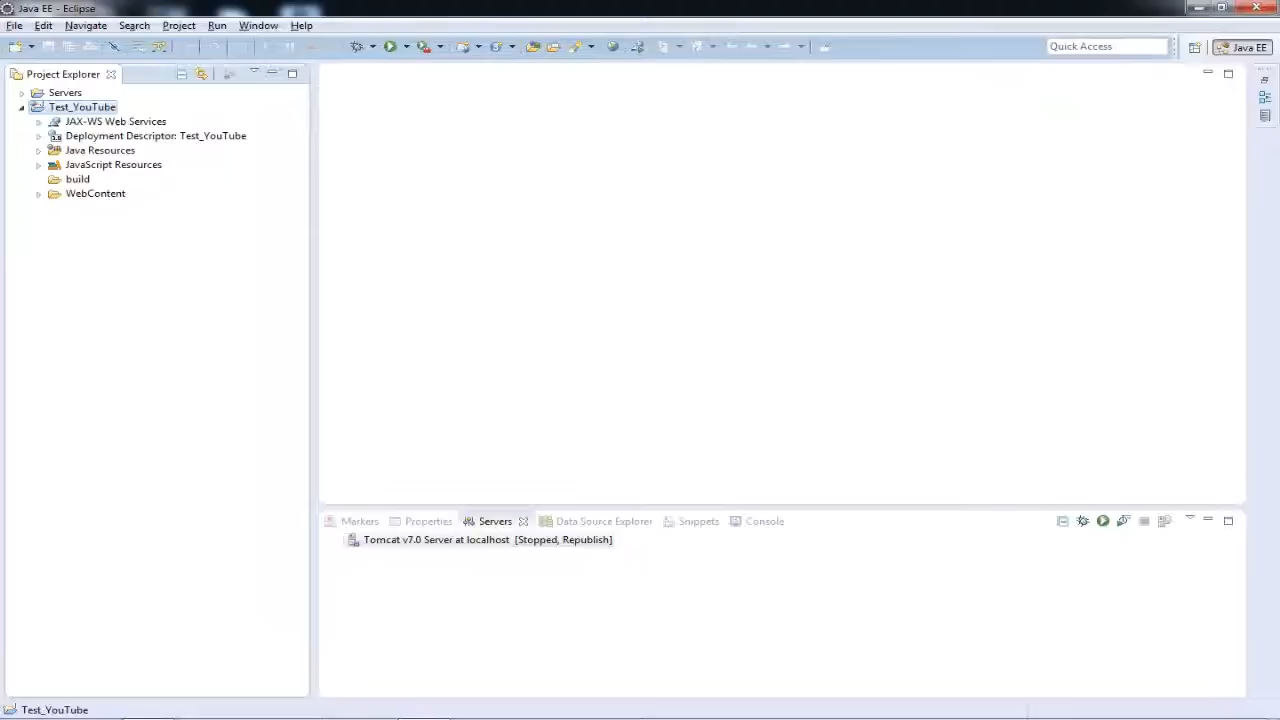 Java EE - Eclipse
File Edit Navigate Search Project Run Window Help
Quick Access
Java EE
Project Explorer
Servers
Test_YouTube
JAX-WS Web Services
Deployment Descriptor: Test_YouTube
Java Resources
JavaScript Resources
build
WebContent
Markers Properties Servers Data Source Explorer Snippets Console
Tomcat v7.0 Server at localhost [Stopped, Republish]
Test_YouTube